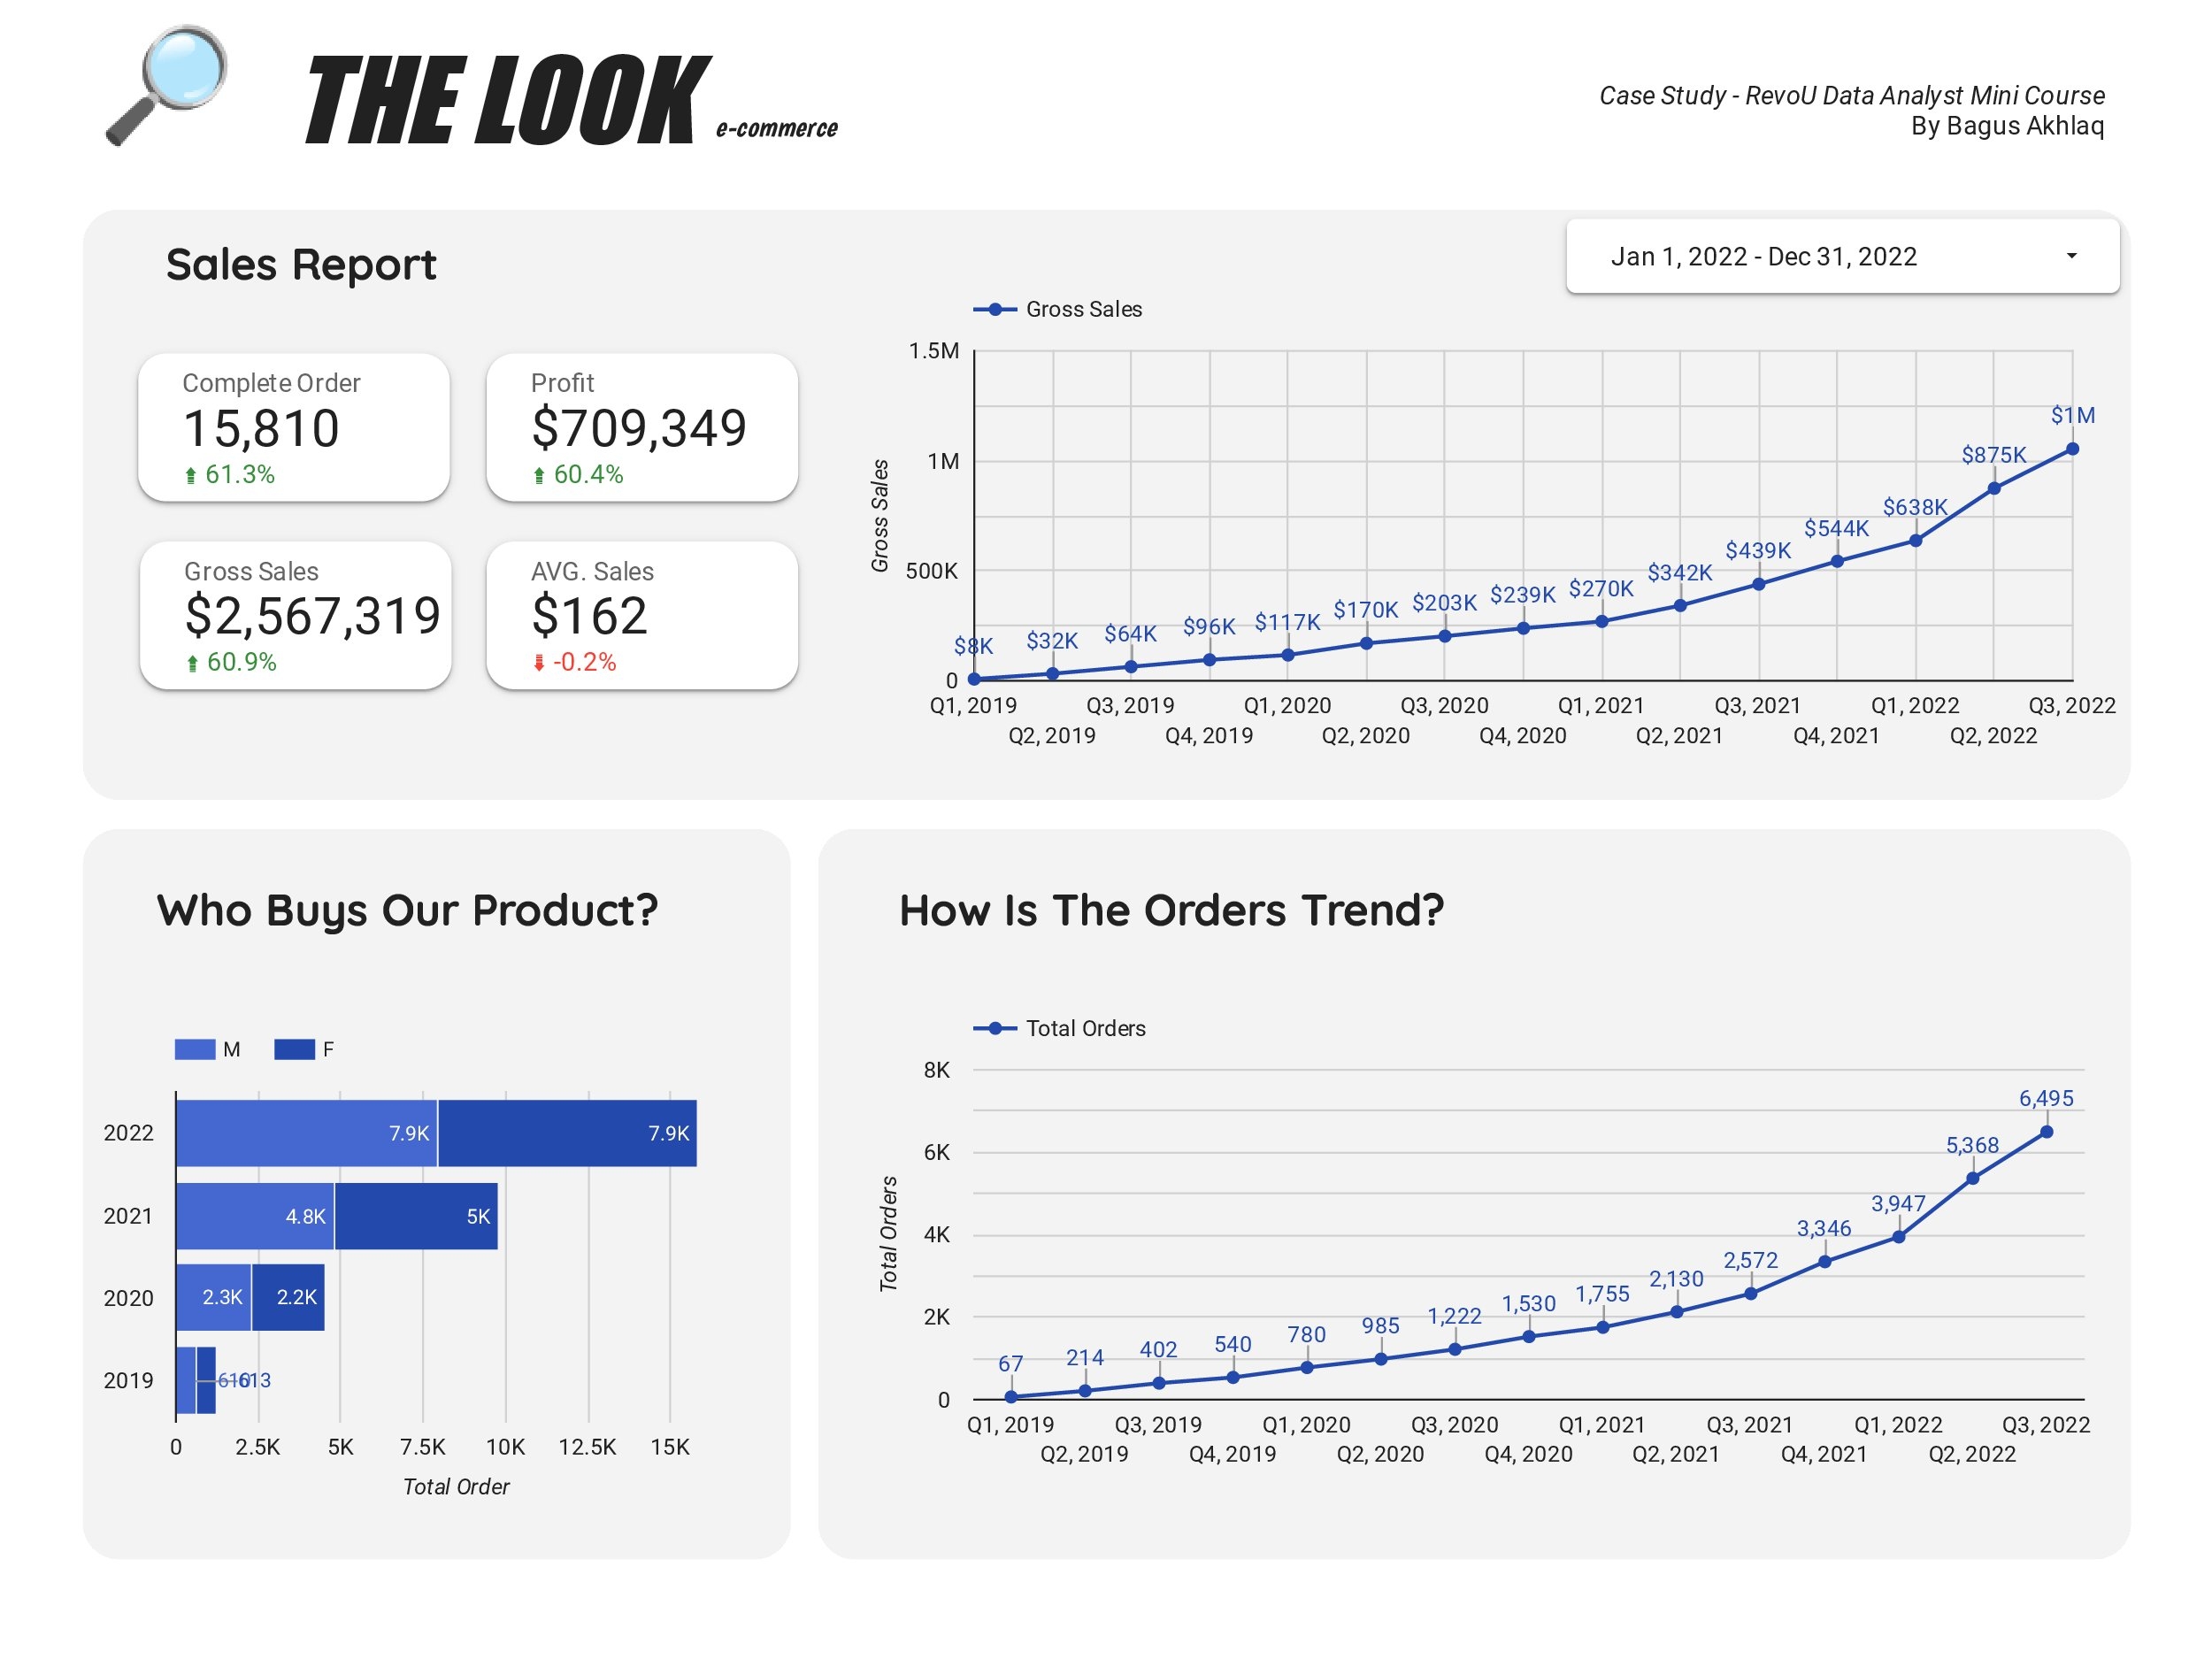 THE LOOK e-commerce
Case Study - RevoU Data Analyst Mini Course
By Bagus Akhlaq
Sales Report
Jan 1, 2022 - Dec 31, 2022
Complete Order
15,810
61.3%
Profit
$709,349
60.4%
Gross Sales
$2,567,319
60.9%
AVG. Sales
$162
-0.2%
Gross Sales
Gross Sales
1.5M
1M
500K
0
$8K $32K $64K $96K $117K $170K $203K $239K $270K $342K $439K $544K $638K $875K $1M
Q1, 2019 Q3, 2019 Q1, 2020 Q3, 2020 Q1, 2021 Q3, 2021 Q1, 2022 Q3, 2022
Q2, 2019 Q4, 2019 Q2, 2020 Q4, 2020 Q2, 2021 Q4, 2021 Q2, 2022
Who Buys Our Product?
M F
2022 7.9K 7.9K
2021 4.8K 5K
2020 2.3K 2.2K
2019 610 613
0 2.5K 5K 7.5K 10K 12.5K 15K
Total Order
How Is The Orders Trend?
Total Orders
Total Orders
8K
6K
4K
2K
0
67 214 402 540 780 985 1,222 1,530 1,755 2,130 2,572 3,346 3,947 5,368 6,495
Q1, 2019 Q3, 2019 Q1, 2020 Q3, 2020 Q1, 2021 Q3, 2021 Q1, 2022 Q3, 2022
Q2, 2019 Q4, 2019 Q2, 2020 Q4, 2020 Q2, 2021 Q4, 2021 Q2, 2022